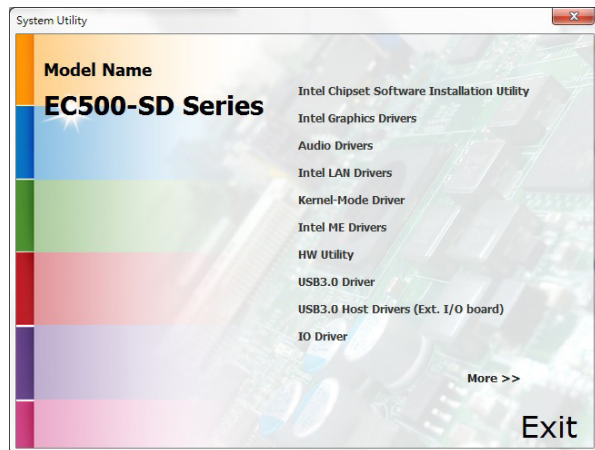 System Utility
Model Name
EC500-SD Series
Intel Chipset Software Installation Utility
Intel Graphics Drivers
Audio Drivers
Intel LAN Drivers
Kernel-Mode Driver
Intel ME Drivers
HW Utility
USB3.0 Driver
USB3.0 Host Drivers (Ext. I/O board)
IO Driver
More >>
Exit